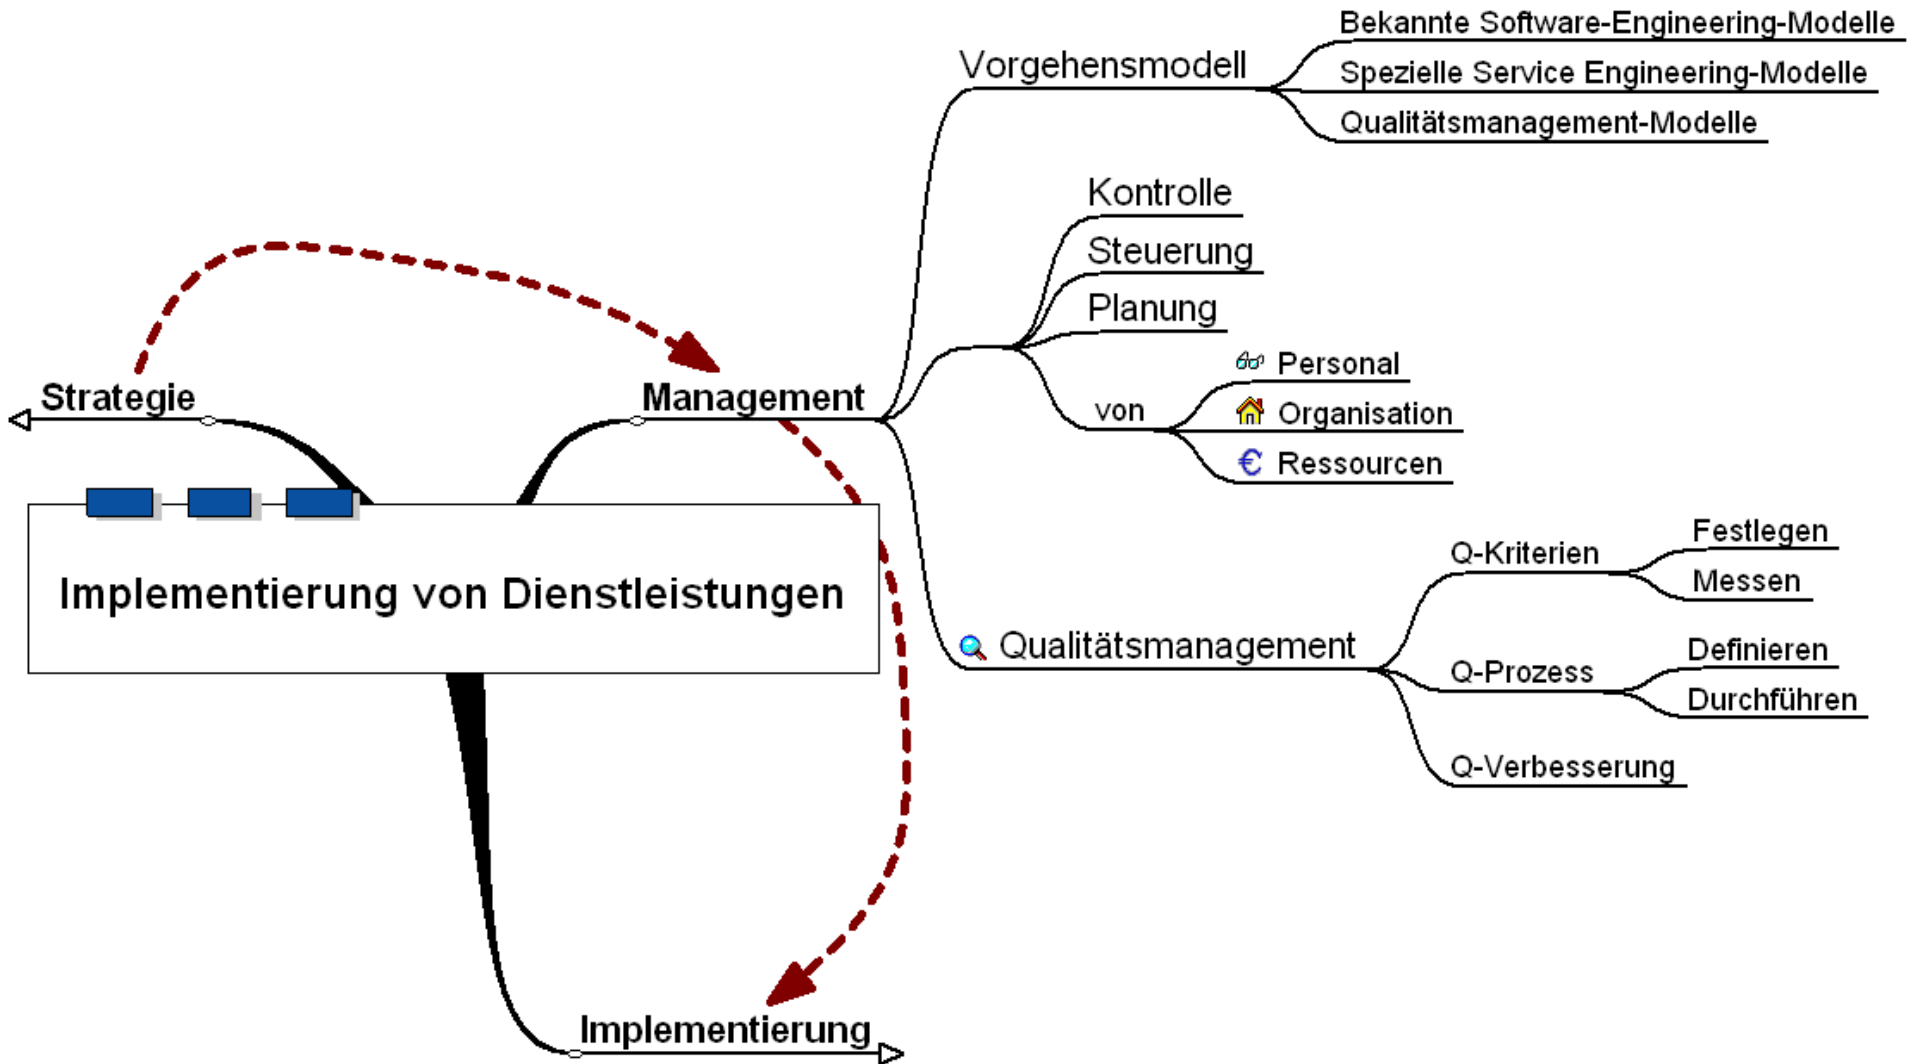 Bekannte Software-Engineering-Modelle
Vorgehensmodell
Spezielle Service Engineering-Modelle
Qualitätsmanagement-Modelle
Kontrolle
Steuerung
Planung
von
Personal
Organisation
€ Ressourcen
Strategie
Management
Implementierung von Dienstleistungen
Qualitätsmanagement
Q-Kriterien
Festlegen
Messen
Q-Prozess
Definieren
Durchführen
Q-Verbesserung
Implementierung